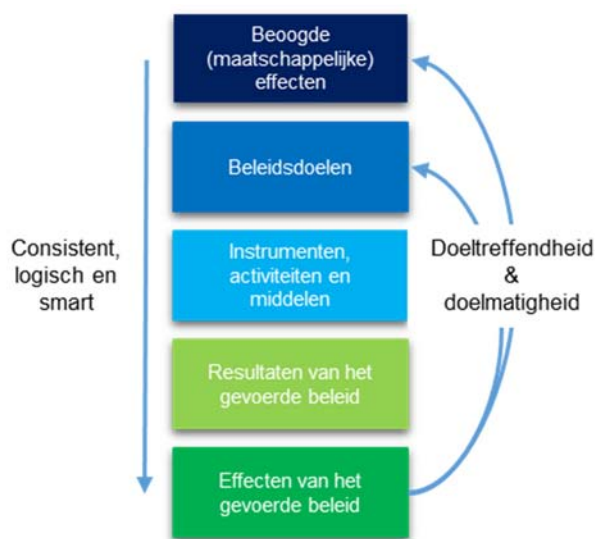 Beoogde
(maatschappelijke)
effecten
Beleidsdoelen
Consistent,
logisch en
smart
Instrumenten,
activiteiten en
middelen
Doeltreffendheid
&
doelmatigheid
Resultaten van het
gevoerde beleid
Effecten van het
gevoerde beleid